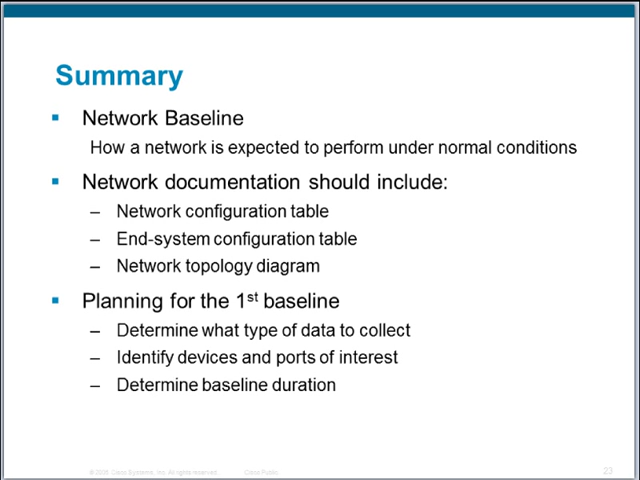 Summary
▪ Network Baseline
How a network is expected to perform under normal conditions
▪ Network documentation should include:
– Network configuration table
– End-system configuration table
– Network topology diagram
▪ Planning for the 1st baseline
– Determine what type of data to collect
– Identify devices and ports of interest
– Determine baseline duration
Cisco Systems, Inc. All rights reserved. Cisco Public
23